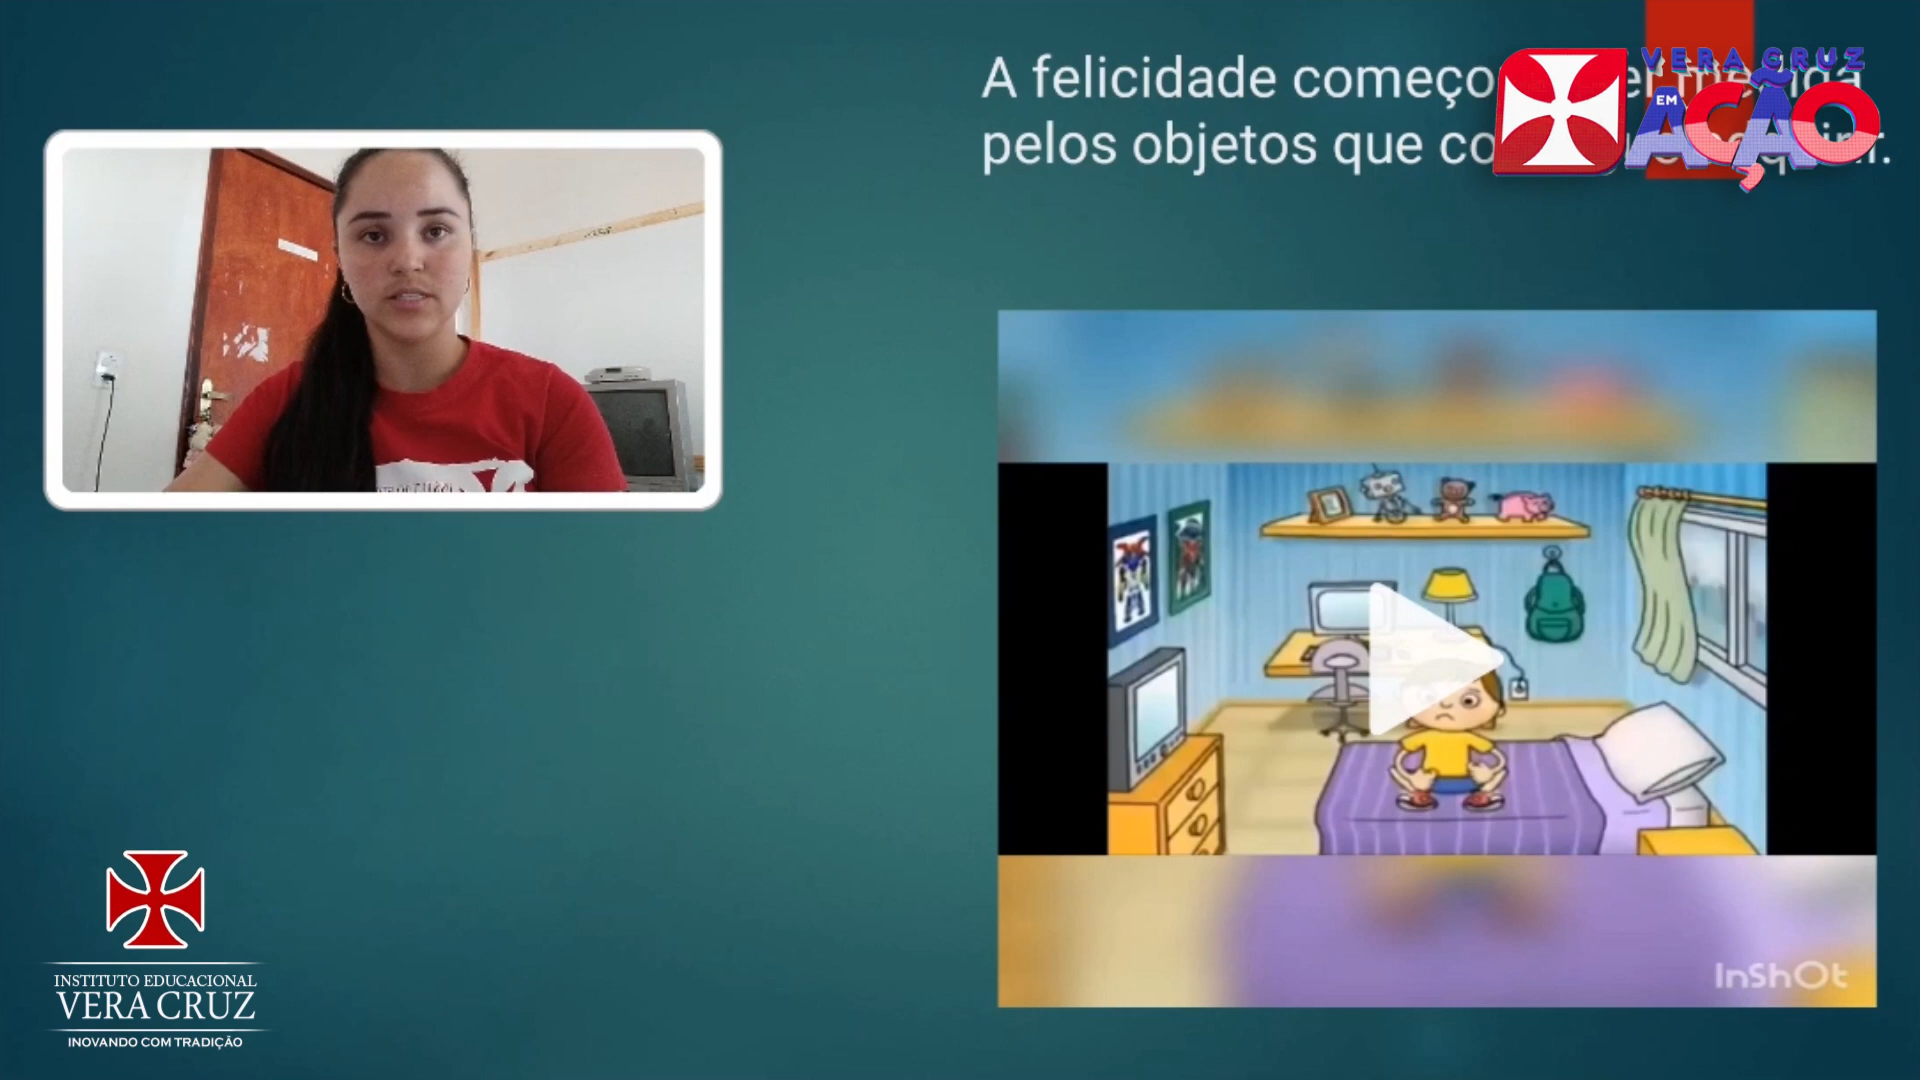 A felicidade começo
pelos objetos que co
VERA CRUZ
EM
AÇÃO
InShOt
INSTITUTO EDUCACIONAL
VERA CRUZ
INOVANDO COM TRADIÇÃO